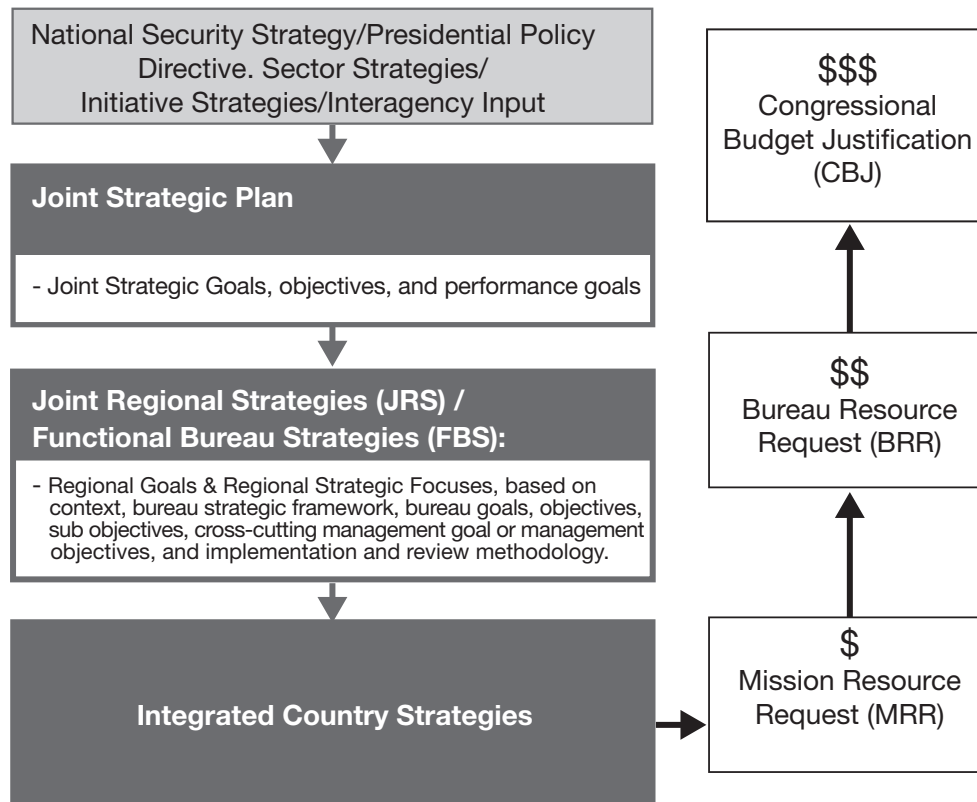 National Security Strategy/Presidential Policy
Directive. Sector Strategies/
Initiative Strategies/Interagency Input
Joint Strategic Plan
- Joint Strategic Goals, objectives, and performance goals
Joint Regional Strategies (JRS) /
Functional Bureau Strategies (FBS):
- Regional Goals & Regional Strategic Focuses, based on
context, bureau strategic framework, bureau goals, objectives,
sub objectives, cross-cutting management goal or management
objectives, and implementation and review methodology.
Integrated Country Strategies
$$$
Congressional
Budget Justification
(CBJ)
$$
Bureau Resource
Request (BRR)
$
Mission Resource
Request (MRR)